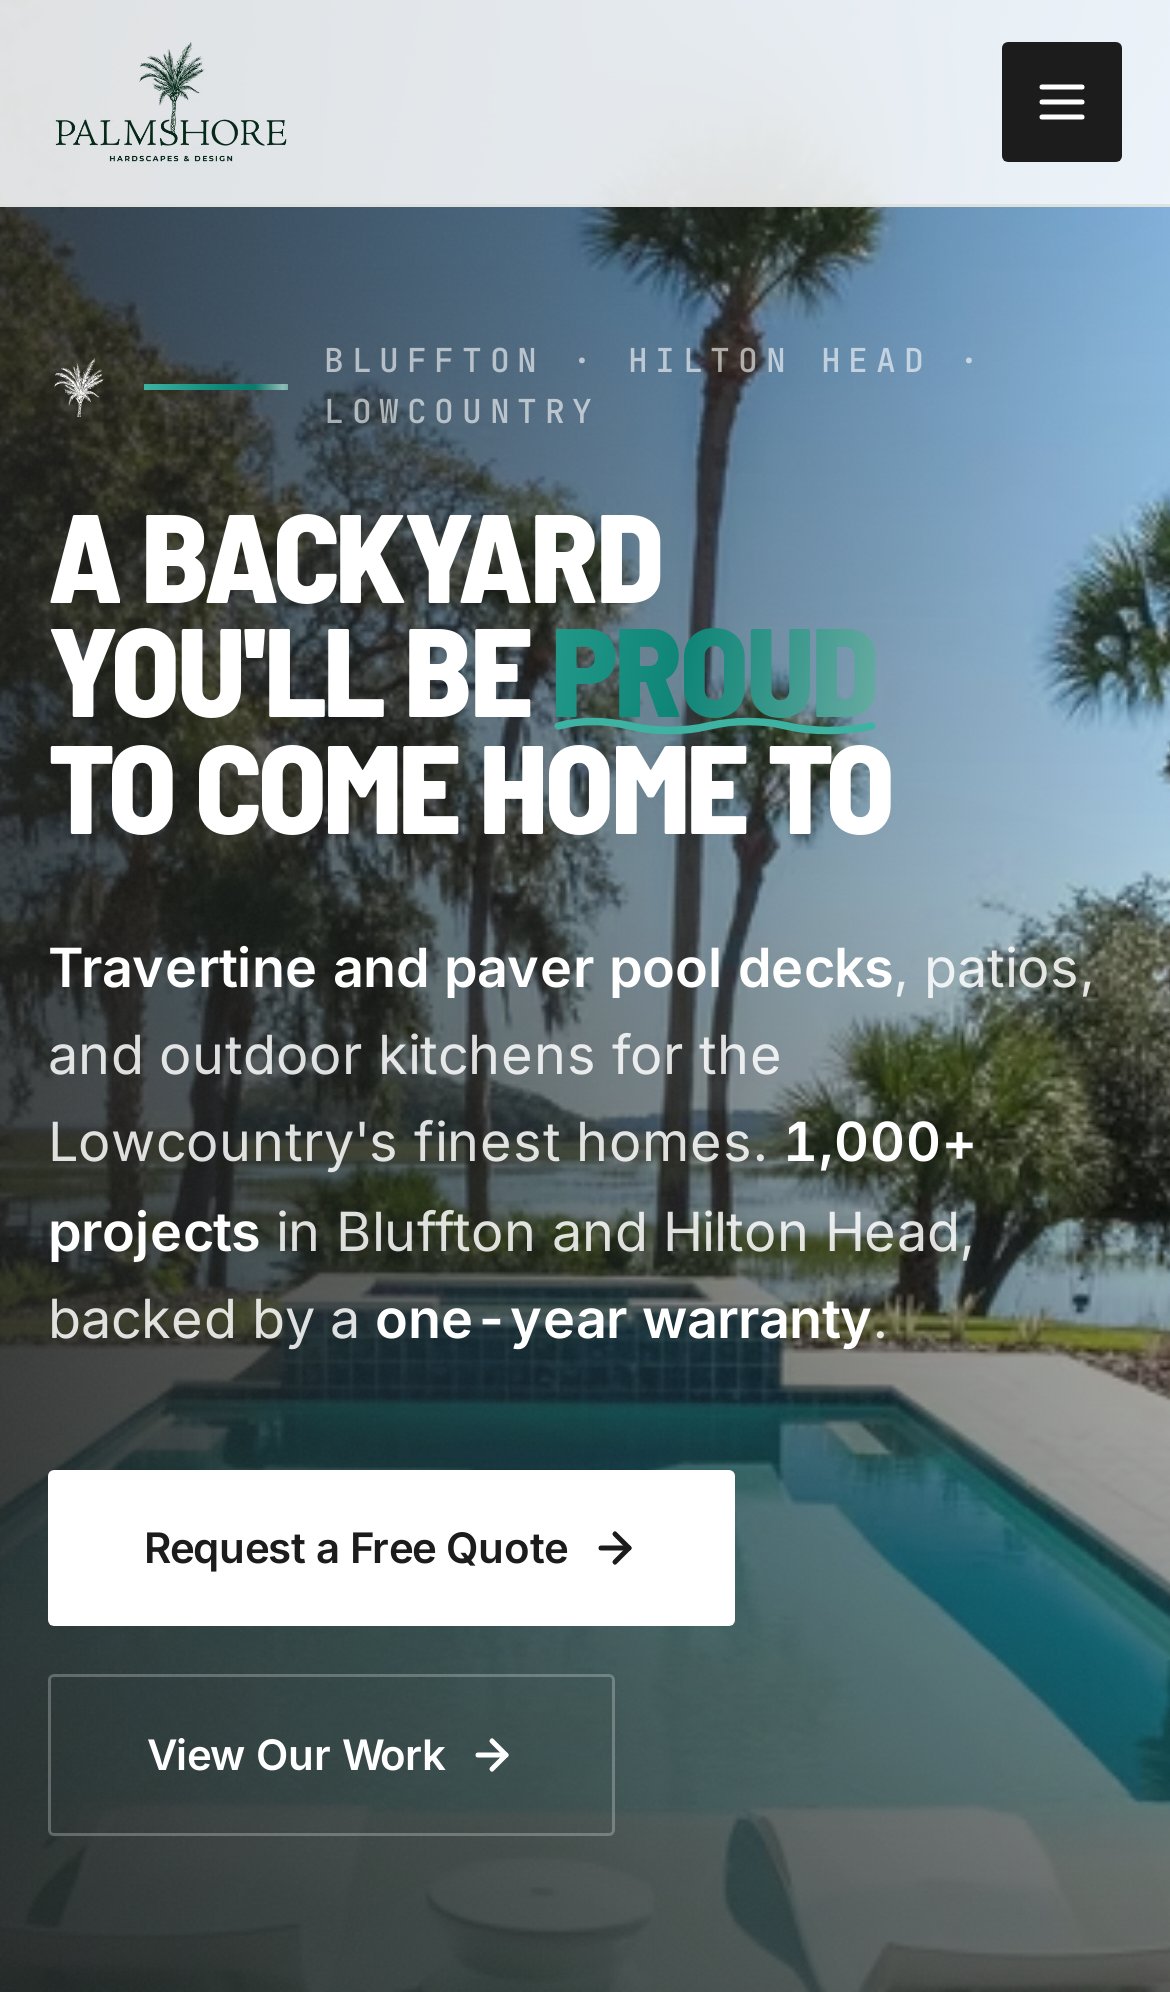 PALMSHORE
HARDSCAPES & DESIGN
BLUFFTON · HILTON HEAD ·
LOWCOUNTRY
A BACKYARD
YOU'LL BE PROUD
TO COME HOME TO
Travertine and paver pool decks, patios,
and outdoor kitchens for the
Lowcountry's finest homes. 1,000+
projects in Bluffton and Hilton Head,
backed by a one-year warranty.
Request a Free Quote →
View Our Work →